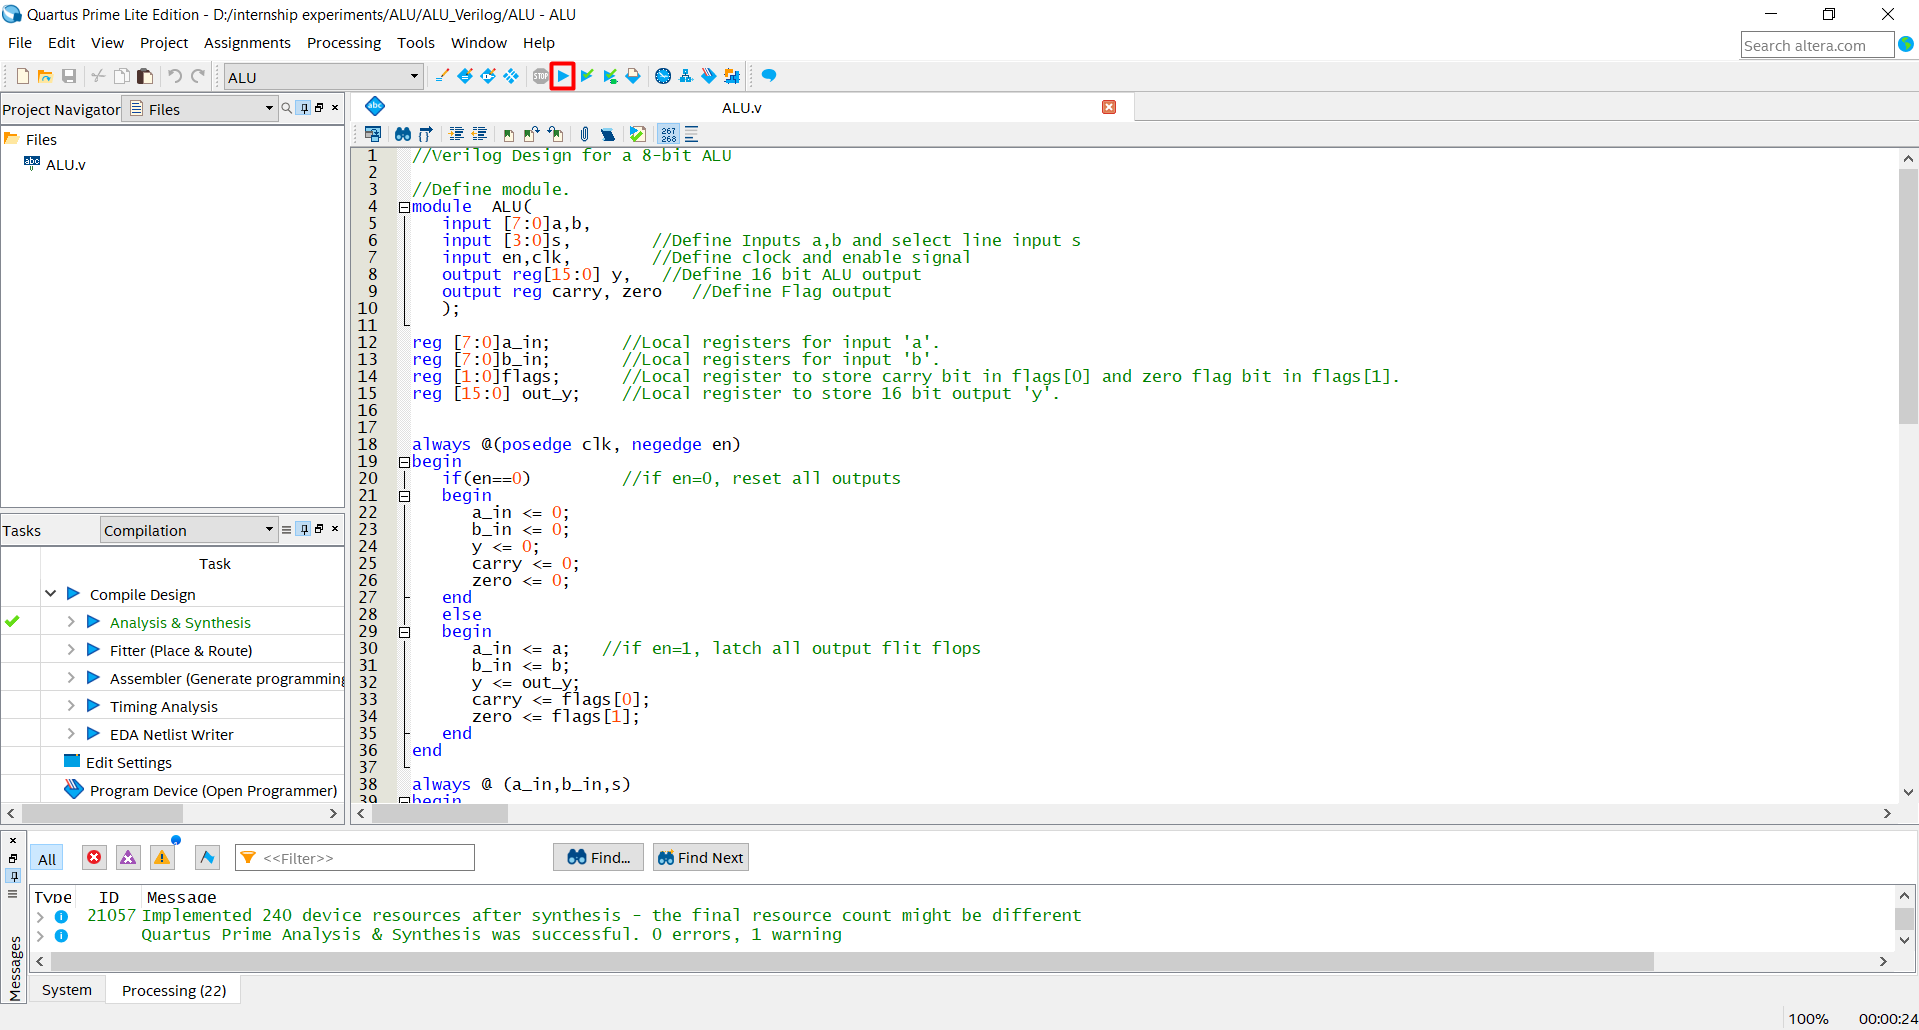 Quartus Prime Lite Edition - D:/internship experiments/ALU/ALU_Verilog/ALU - ALU
File Edit View Project Assignments Processing Tools Window Help
Search altera.com
ALU
STOP
Project Navigator Files
Files
ALU.v
abc
ALU.v
267
268
1 //Verilog Design for a 8-bit ALU
2
3 //Define module.
4 module  ALU(
5 input [7:0]a,b,
6 input [3:0]s, //Define Inputs a,b and select line input s
7 input en,clk, //Define clock and enable signal
8 output reg[15:0] y, //Define 16 bit ALU output
9 output reg carry, zero //Define Flag output
10 );
11
12 reg [7:0]a_in; //Local registers for input 'a'.
13 reg [7:0]b_in; //Local registers for input 'b'.
14 reg [1:0]flags; //Local register to store carry bit in flags[0] and zero flag bit in flags[1].
15 reg [15:0] out_y; //Local register to store 16 bit output 'y'.
16
17
18 always @(posedge clk, negedge en)
19 begin
20 if(en==0) //if en=0, reset all outputs
21 begin
22 a_in <= 0;
23 b_in <= 0;
24 y <= 0;
25 carry <= 0;
26 zero <= 0;
27 end
28 else
29 begin
30 a_in <= a; //if en=1, latch all output flit flops
31 b_in <= b;
32 y <= out_y;
33 carry <= flags[0];
34 zero <= flags[1];
35 end
36 end
37
38 always @ (a_in,b_in,s)
39 begin
Tasks Compilation
Task
Compile Design
Analysis & Synthesis
Fitter (Place & Route)
Assembler (Generate programming
Timing Analysis
EDA Netlist Writer
Edit Settings
Program Device (Open Programmer)
All <<Filter>> Find... Find Next
Type ID Message
21057 Implemented 240 device resources after synthesis - the final resource count might be different
Quartus Prime Analysis & Synthesis was successful. 0 errors, 1 warning
Messages
System Processing (22)
100% 00:00:24